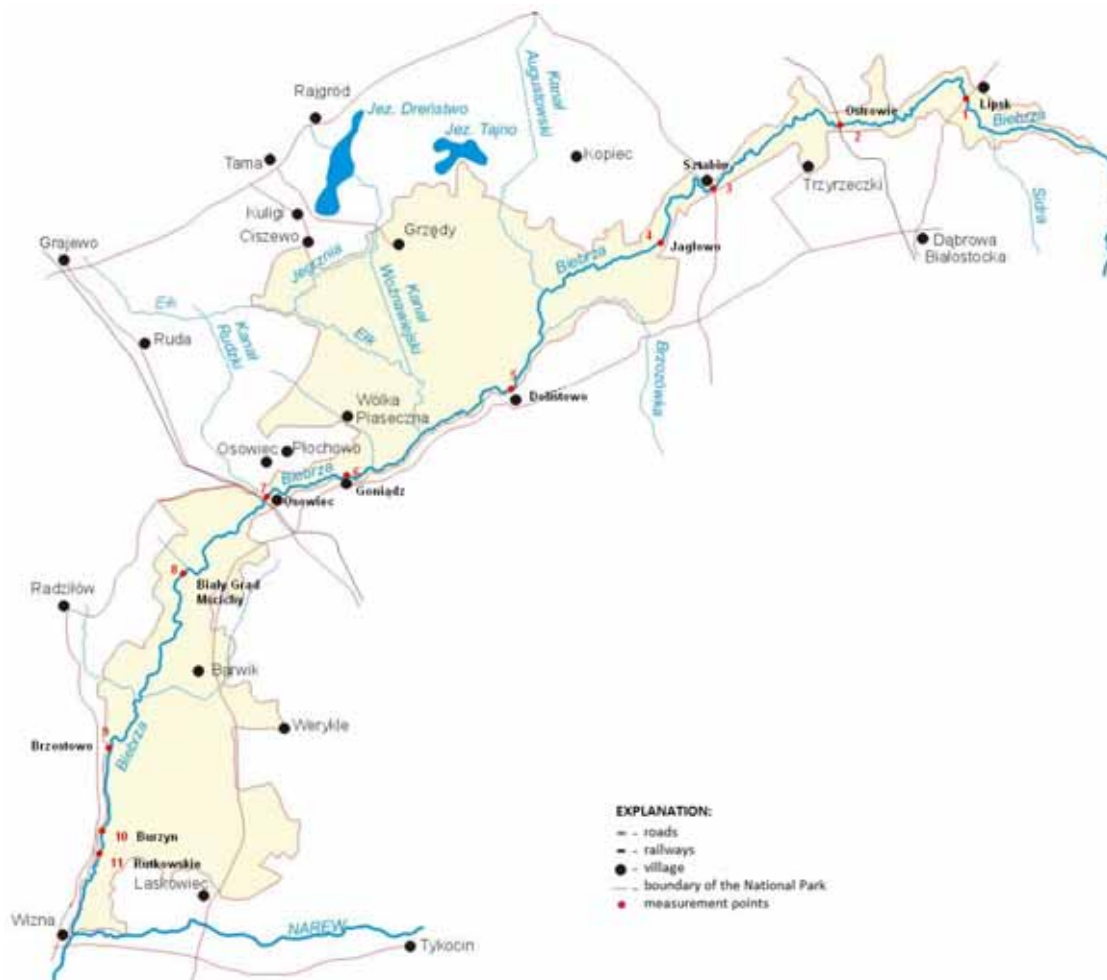 Kanał
Augustowski
Rajgród
Jez. Dreństwo
Jez. Tajno
Lipsk
Ostrowie
1
Biebrza
2
Kopiec
Tama
Sztabin
3
Trzyrzeczki
Sidra
Kuligi
Ciszewo
Grzędy
4
Jagłowo
Dąbrowa
Białostocka
Grajewo
Jegrznia
Biebrza
Kanał
Woźnawiejski
Ełk
Kanał
Rudzki
Ełk
Ruda
Brzozówka
5
Dolistowo
Wólka
Piaseczna
Osowiec
Płochowo
Biebrza
6
Goniądz
7
Osowiec
8
Biały Grąd
Mścichy
Radziłów
Barwik
Werykle
9
Brzostowo
Biebrza
10
Burzyn
11
Rutkowskie
Laskowiec
Wizna
NAREW
Tykocin
EXPLANATION:
- roads
- railways
- village
- boundary of the National Park
- measurement points